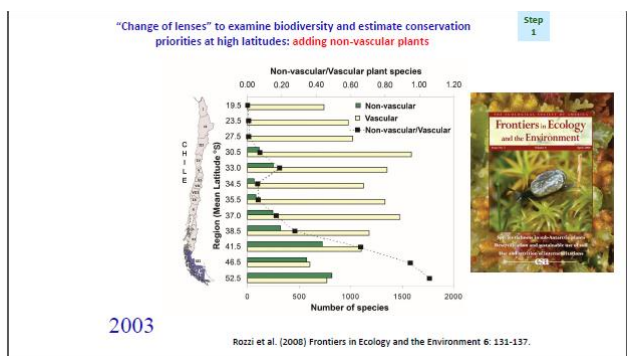 “Change of lenses” to examine biodiversity and estimate conservation
priorities at high latitudes: adding non-vascular plants
Step
1
Non-vascular/Vascular plant species
0.00 0.20 0.40 0.60 0.80 1.00 1.20
Non-vascular
Vascular
Non-vascular/Vascular
CHILE
Region (Mean Latitude °S)
19.5
23.5
27.5
30.5
33.0
34.5
35.5
37.0
38.5
41.5
46.5
52.5
0 500 1000 1500 2000
Number of species
Frontiers in Ecology
and the Environment
2003
Rozzi et al. (2008) Frontiers in Ecology and the Environment 6: 131-137.